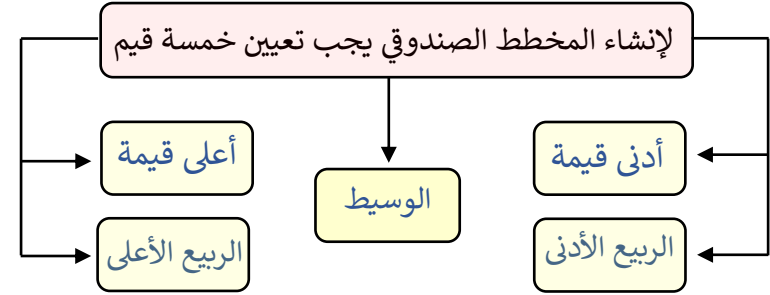 لإنشاء المخطط الصندوقي يجب تعيين خمسة قيم
أدنى قيمة
أعلى قيمة
الوسيط
الربيع الأدنى
الربيع الأعلى